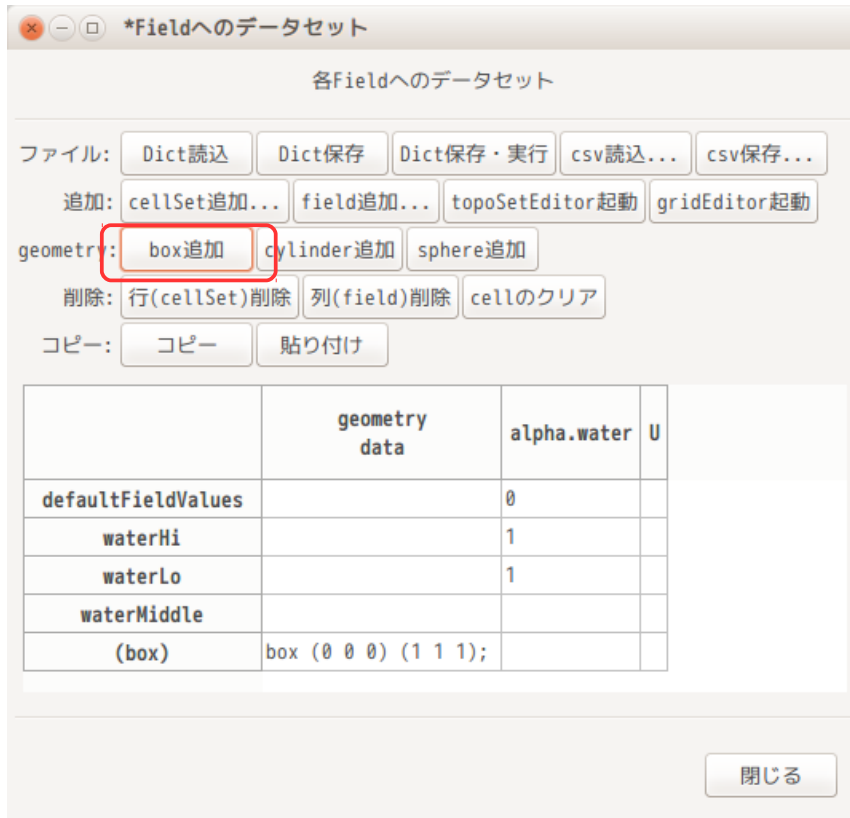 *Fieldへのデータセット
各Fieldへのデータセット
ファイル: Dict読込 Dict保存 Dict保存・実行 csv読込... csv保存...
追加: cellSet追加... field追加... topoSetEditor起動 gridEditor起動
geometry: box追加 cylinder追加 sphere追加
削除: 行(cellSet)削除 列(field)削除 cellのクリア
コピー: コピー 貼り付け
geometry
data alpha.water U
defaultFieldValues 0
waterHi 1
waterLo 1
waterMiddle
(box) box (0 0 0) (1 1 1);
閉じる